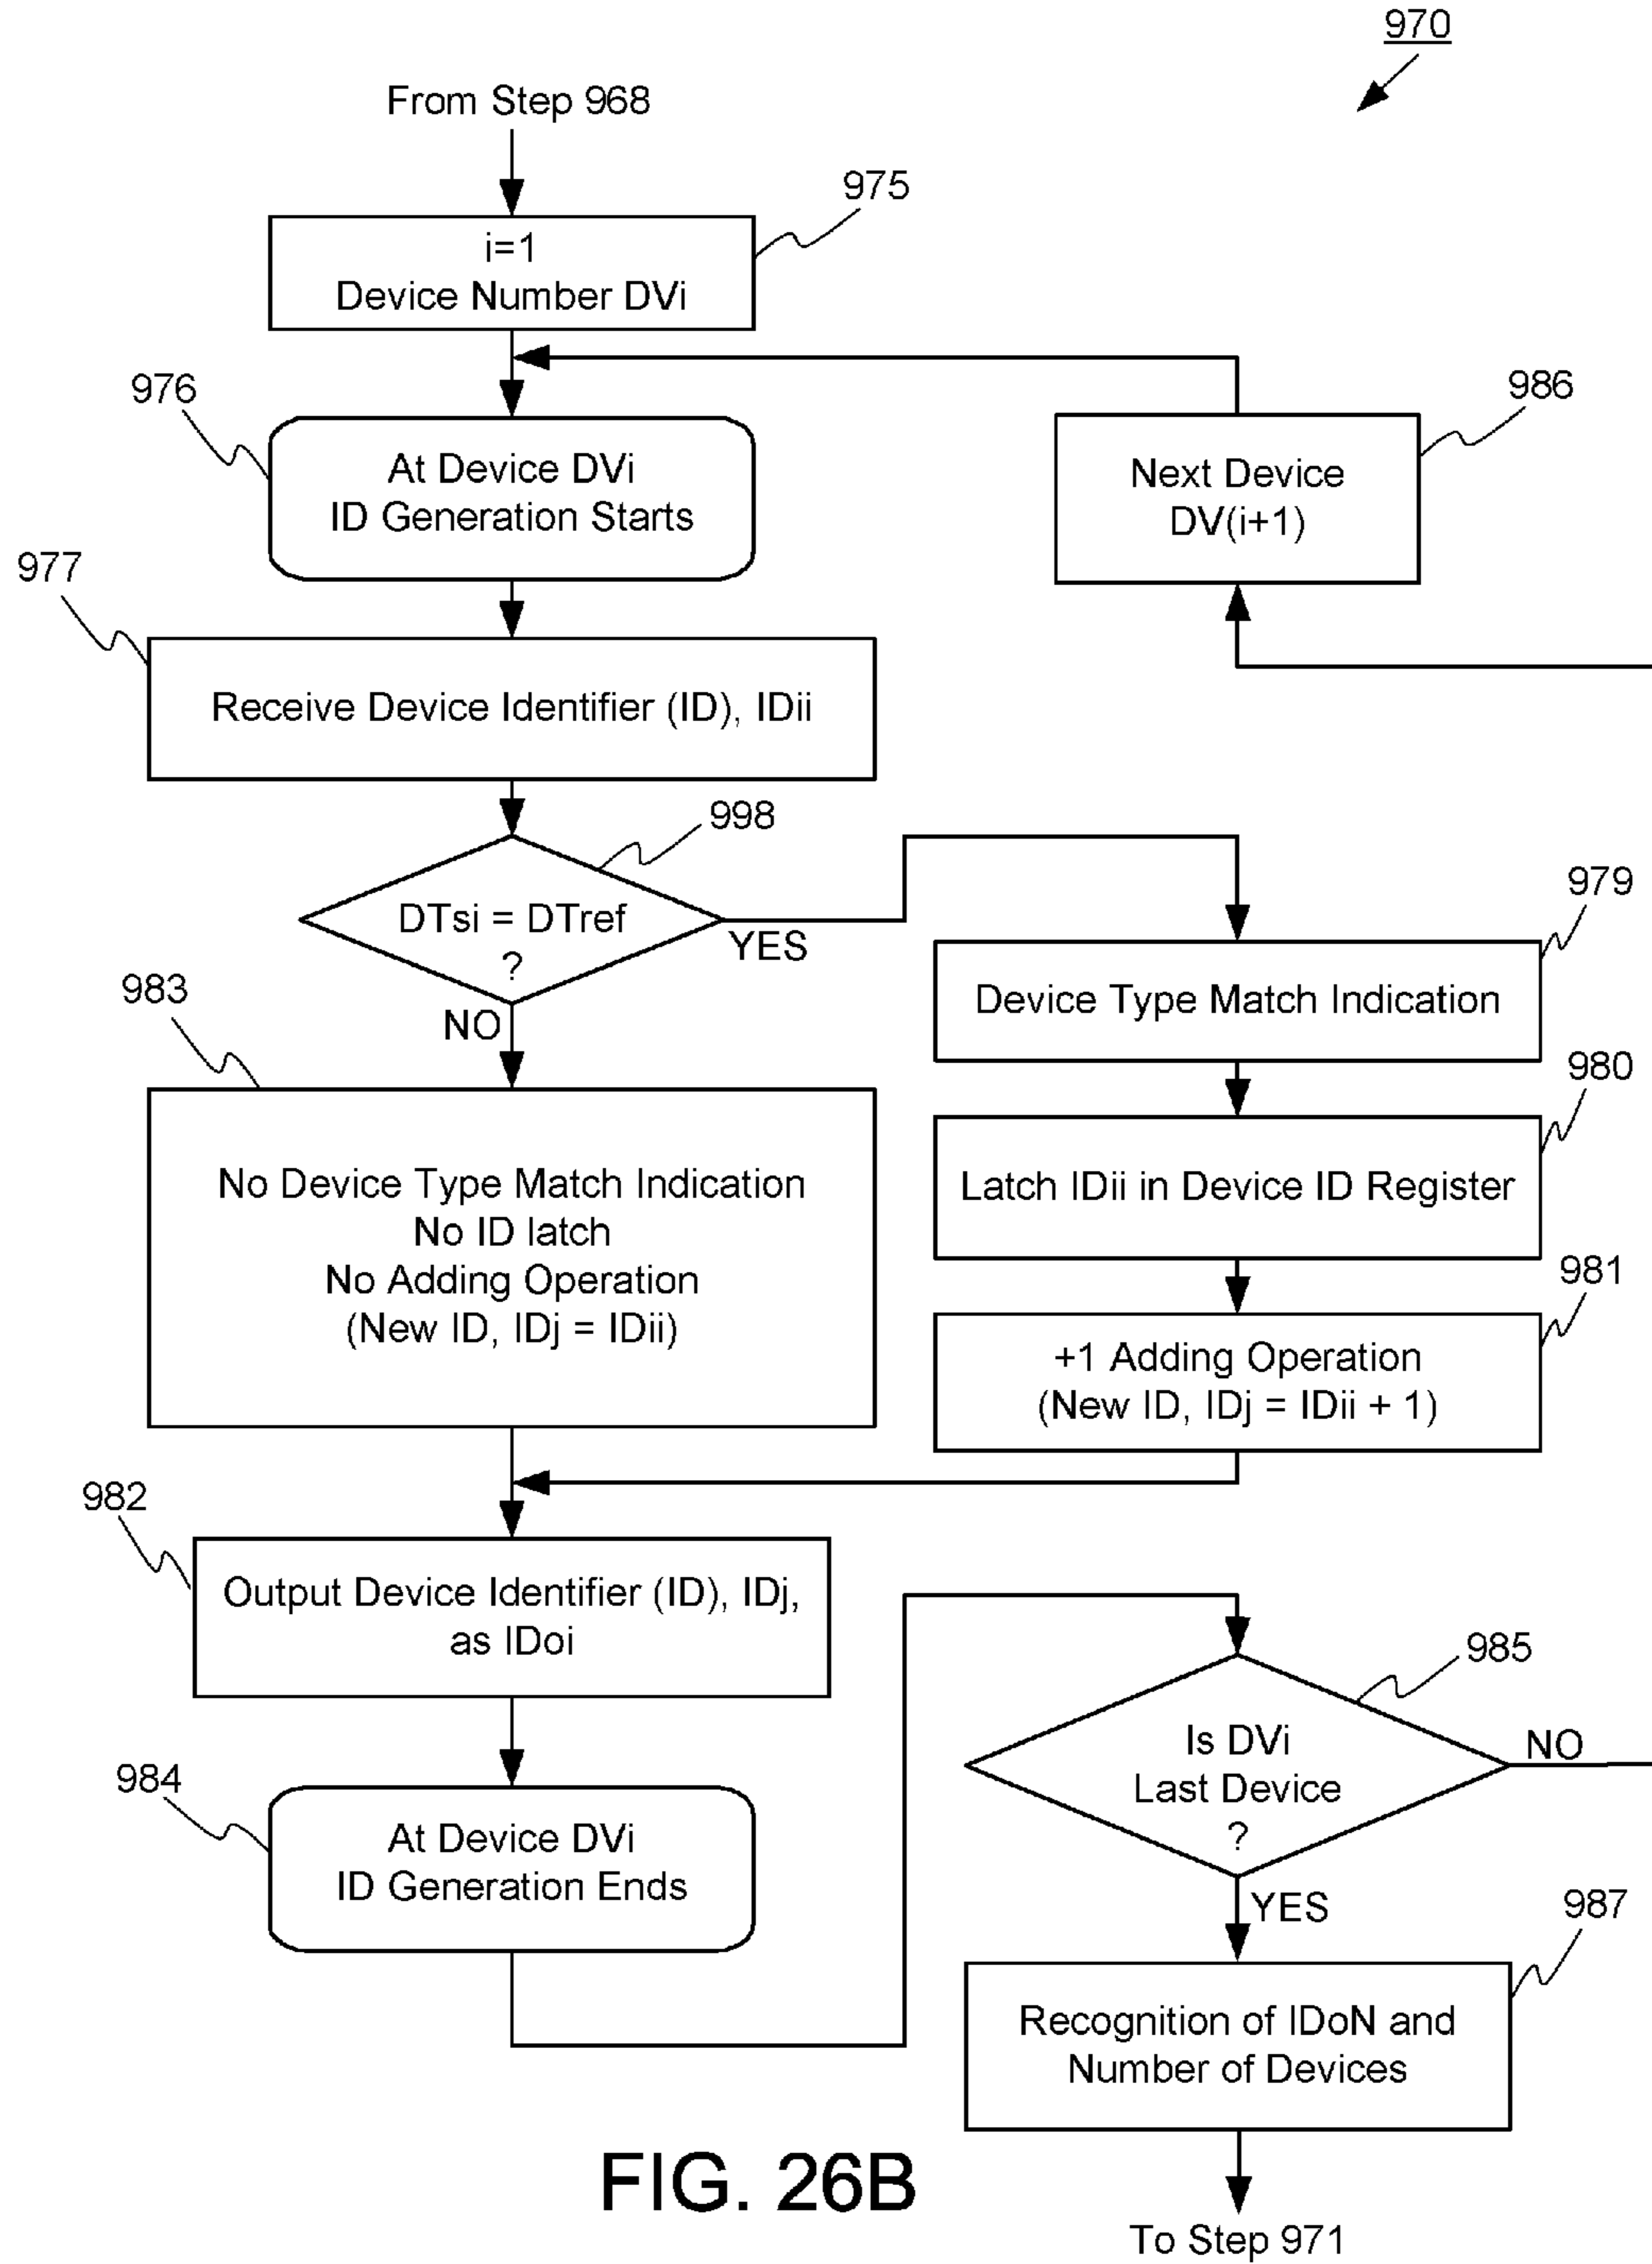 970
From Step 968
975
i=1
Device Number DVi
976
At Device DVi
ID Generation Starts
986
Next Device
DV(i+1)
977
Receive Device Identifier (ID), IDii
998
DTsi = DTref
?
YES
NO
979
Device Type Match Indication
983
No Device Type Match Indication
No ID latch
No Adding Operation
(New ID, IDj = IDii)
980
Latch IDii in Device ID Register
981
+1 Adding Operation
(New ID, IDj = IDii + 1)
982
Output Device Identifier (ID), IDj,
as IDoi
984
At Device DVi
ID Generation Ends
985
Is DVi
Last Device
?
NO
YES
987
Recognition of IDoN and
Number of Devices
To Step 971
FIG. 26B